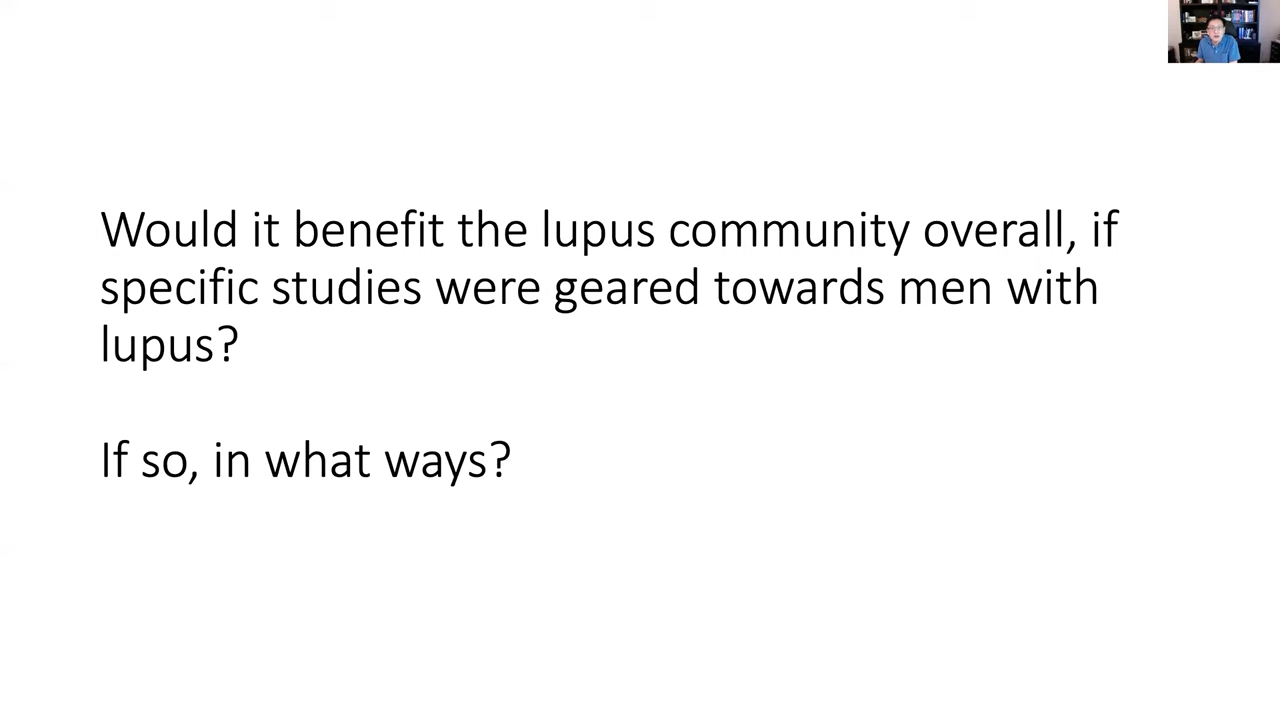 Would it benefit the lupus community overall, if
specific studies were geared towards men with
lupus?
If so, in what ways?